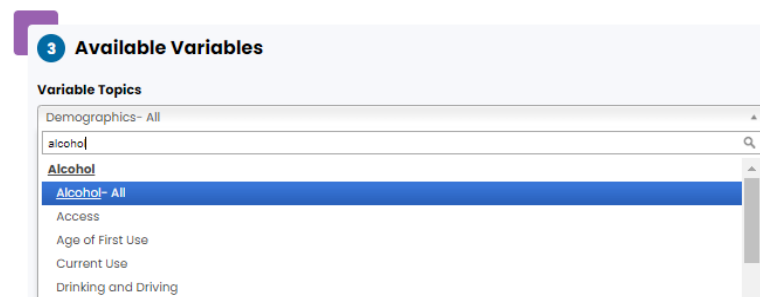 3 Available Variables
Variable Topics
Demographics- All
alcohol
Alcohol
Alcohol- All
Access
Age of First Use
Current Use
Drinking and Driving